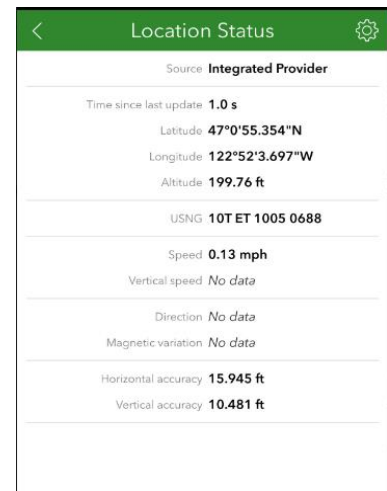 Location Status
Source Integrated Provider
Time since last update 1.0 s
Latitude 47°0'55.354"N
Longitude 122°52'3.697"W
Altitude 199.76 ft
USNG 10T ET 1005 0688
Speed 0.13 mph
Vertical speed No data
Direction No data
Magnetic variation No data
Horizontal accuracy 15.945 ft
Vertical accuracy 10.481 ft